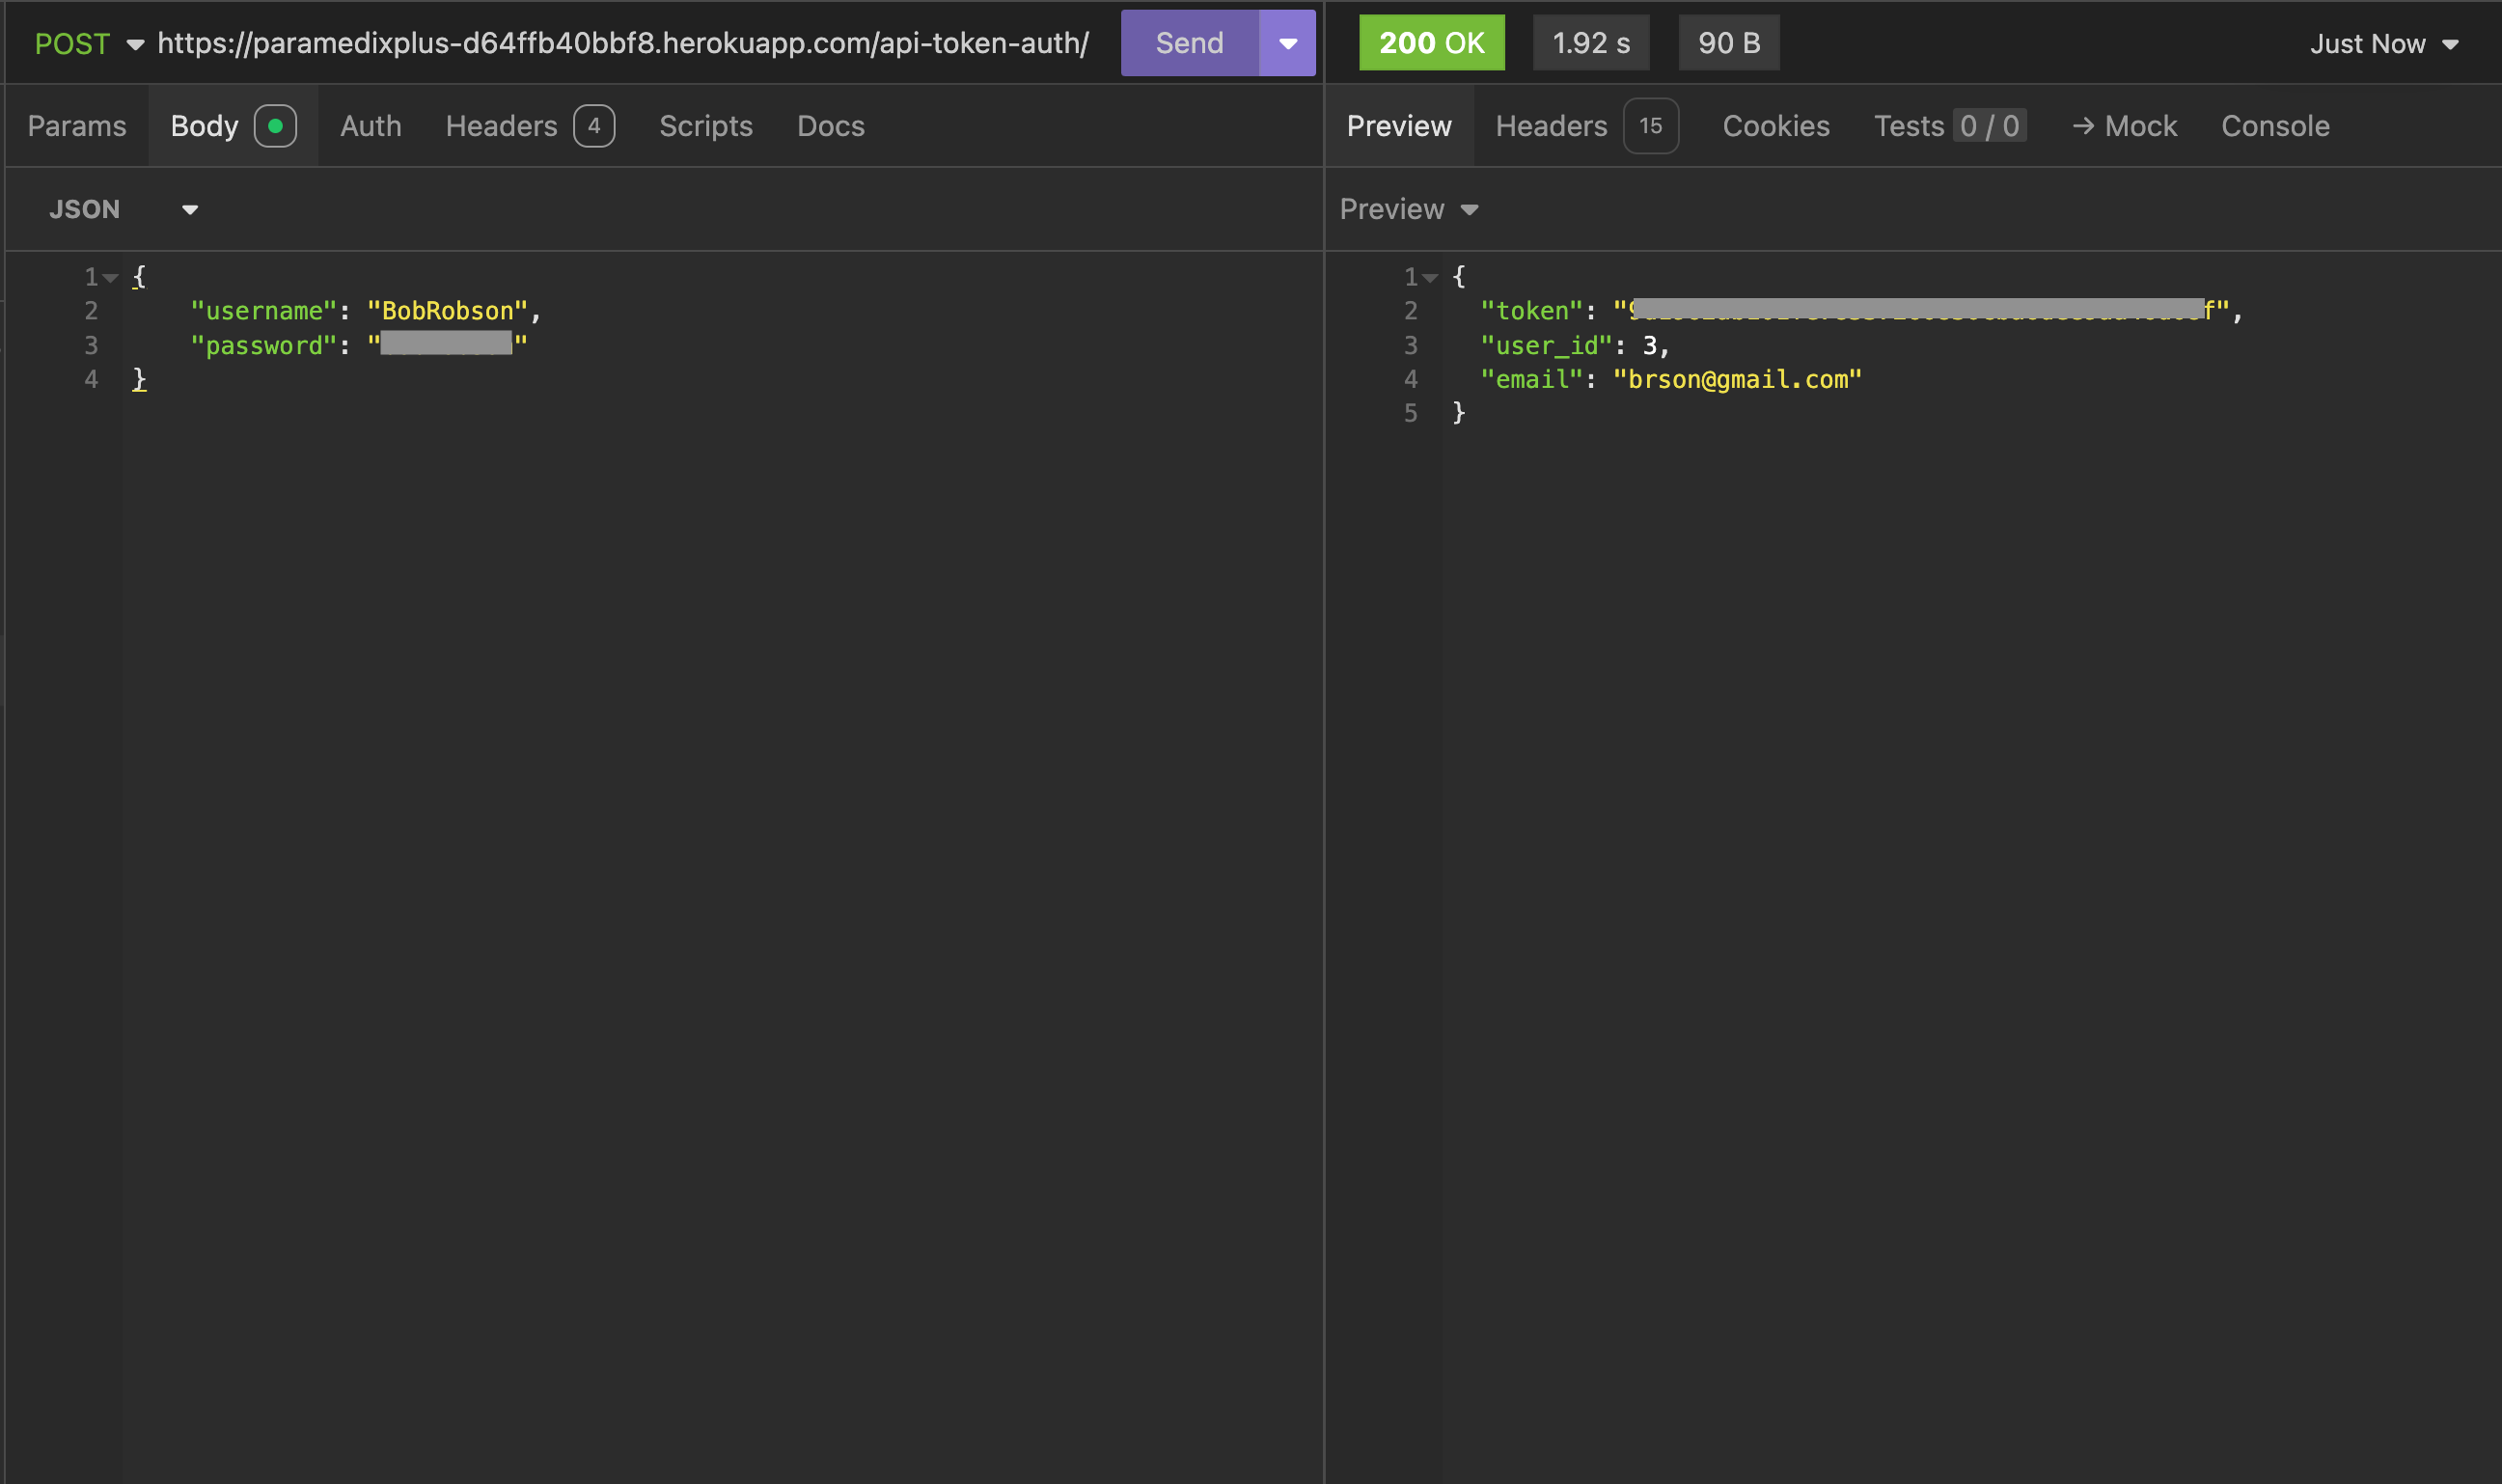 POST https://paramedixplus-d64ffb40bbf8.herokuapp.com/api-token-auth/ Send
200 OK 1.92 s 90 B Just Now
Params Body Auth Headers 4 Scripts Docs
Preview Headers 15 Cookies Tests 0 / 0 → Mock Console
JSON
Preview
1 {
2 "username": "BobRobson",
3 "password": ""
4 }
1 {
2 "token": "",
3 "user_id": 3,
4 "email": "brson@gmail.com"
5 }